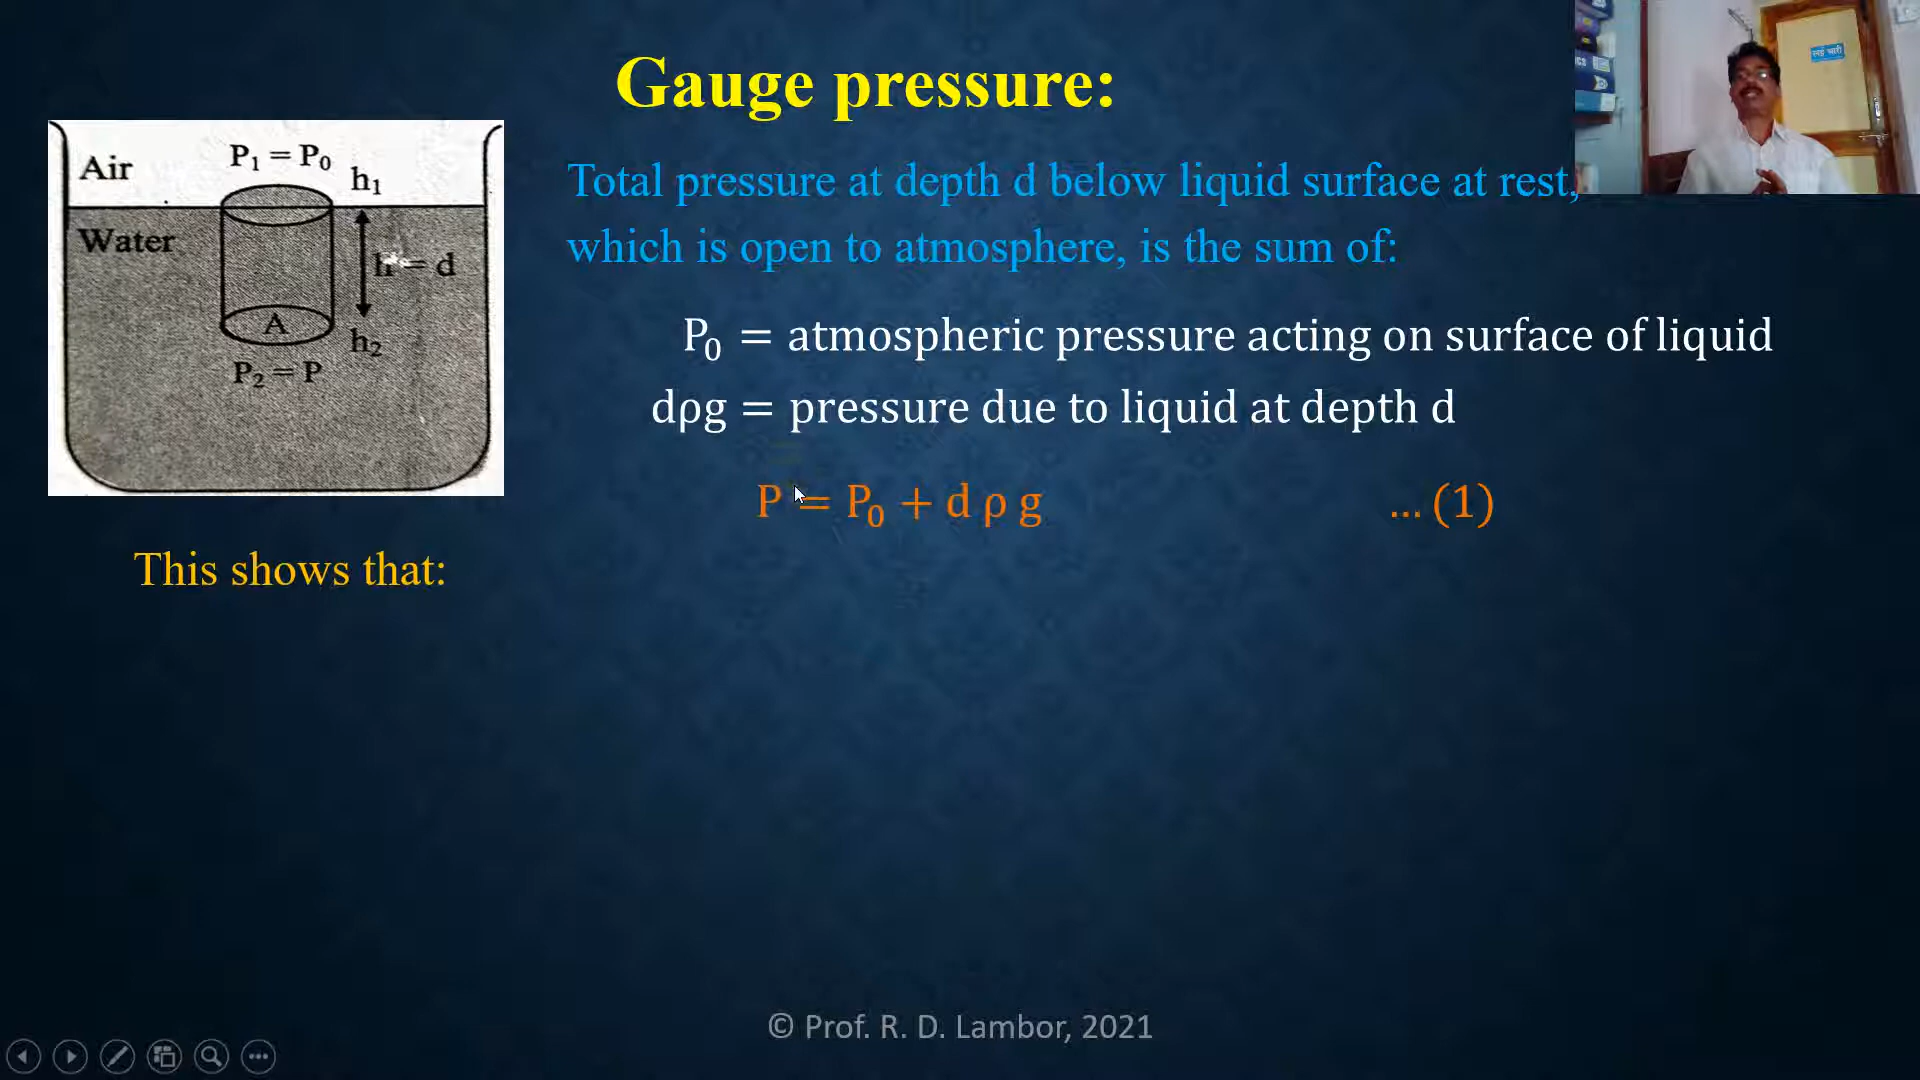 Gauge pressure:
Air
P₁ = P₀
h₁
Water
h = d
A
h₂
P₂ = P
Total pressure at depth d below liquid surface at rest,
which is open to atmosphere, is the sum of:
P₀ = atmospheric pressure acting on surface of liquid
dρg = pressure due to liquid at depth d
P = P₀ + d ρ g ... (1)
This shows that:
© Prof. R. D. Lambor, 2021